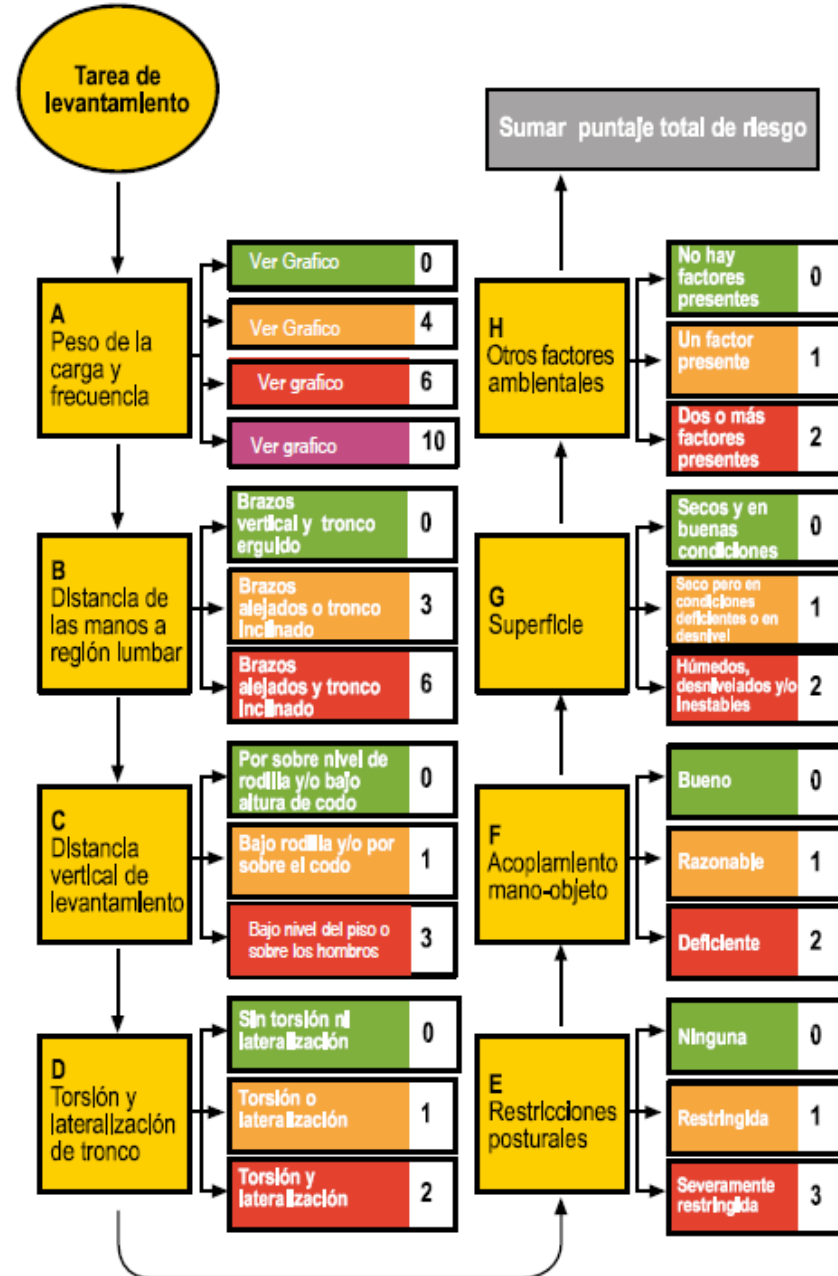 Tarea de
levantamiento
A
Peso de la
carga y
frecuencia
Ver Grafico 0
Ver Grafico 4
Ver grafico 6
Ver grafico 10
B
Distancia de
las manos a
región lumbar
Brazos
vertical y tronco
erguido
0
Brazos
alejados o tronco
Inclinado
3
Brazos
alejados y tronco
Inclinado
6
C
Distancia
vertical de
levantamiento
Por sobre nivel de
rodilla y/o bajo
altura de codo
0
Bajo rodilla y/o por
sobre el codo
1
Bajo nivel del piso o
sobre los hombros
3
D
Torsión y
lateralización
de tronco
Sin torsión ni
lateralización
0
Torsión o
lateralización
1
Torsión y
lateralización
2
E
Restricciones
posturales
Ninguna 0
Restringida 1
Severamente
restringida
3
F
Acoplamiento
mano-objeto
Bueno 0
Razonable 1
Deficiente 2
G
Superficie
Secos y en
buenas
condiciones
0
Seco pero en
condiciones
deficientes o en
desnivel
1
Húmedos,
desnivelados y/o
Inestables
2
H
Otros factores
ambientales
No hay
factores
presentes
0
Un factor
presente
1
Dos o más
factores
presentes
2
Sumar puntaje total de riesgo